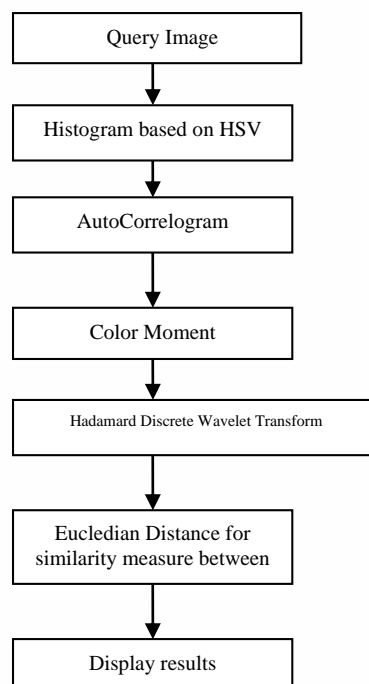 Query Image
Histogram based on HSV
AutoCorrelogram
Color Moment
Hadamard Discrete Wavelet Transform
Eucledian Distance for
similarity measure between
Display results